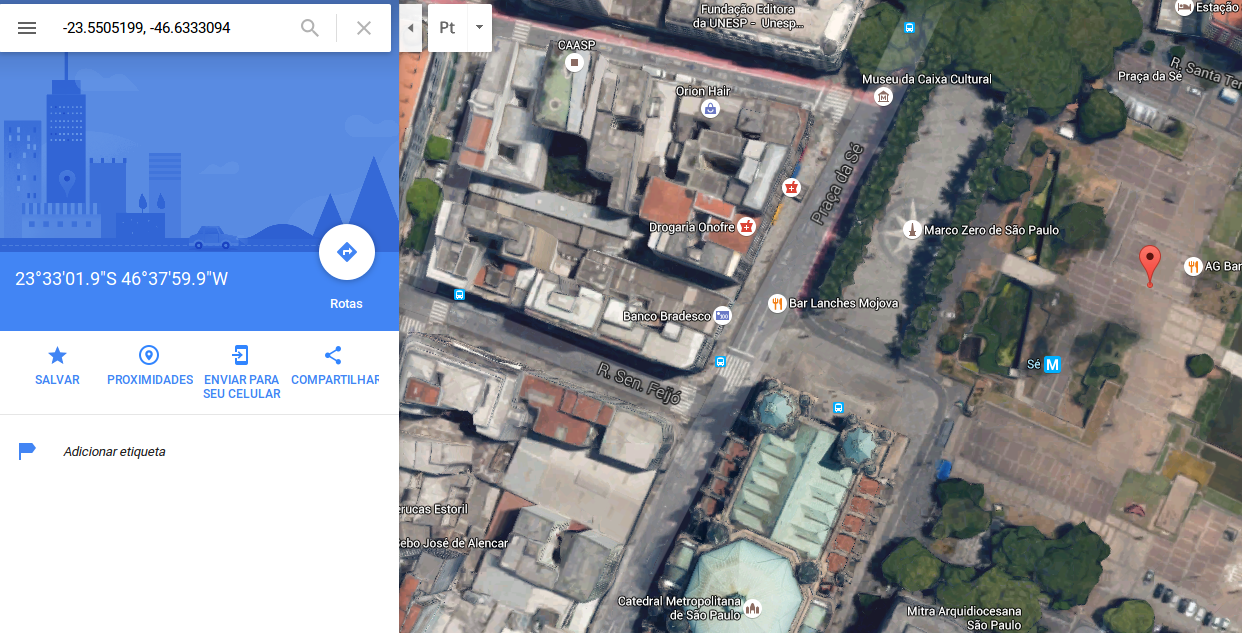 -23.5505199, -46.6333094
23°33'01.9"S 46°37'59.9"W
Rotas
SALVAR
PROXIMIDADES
ENVIAR PARA
SEU CELULAR
COMPARTILHAR
Adicionar etiqueta
Pt
Fundação Editora
da UNESP - Unesp...
Estação
CAASP
R. Santa Ter
Praça da Sé
Museu da Caixa Cultural
Orion Hair
Praça da Sé
Drogaria Onofre
Marco Zero de São Paulo
AG Bar
Bar Lanches Mojova
Banco Bradesco
Sé M
R. Sen. Feijó
erucas Estoril
Sebo José de Alencar
Catedral Metropolitana
de São Paulo
Mitra Arquidiocesana
São Paulo